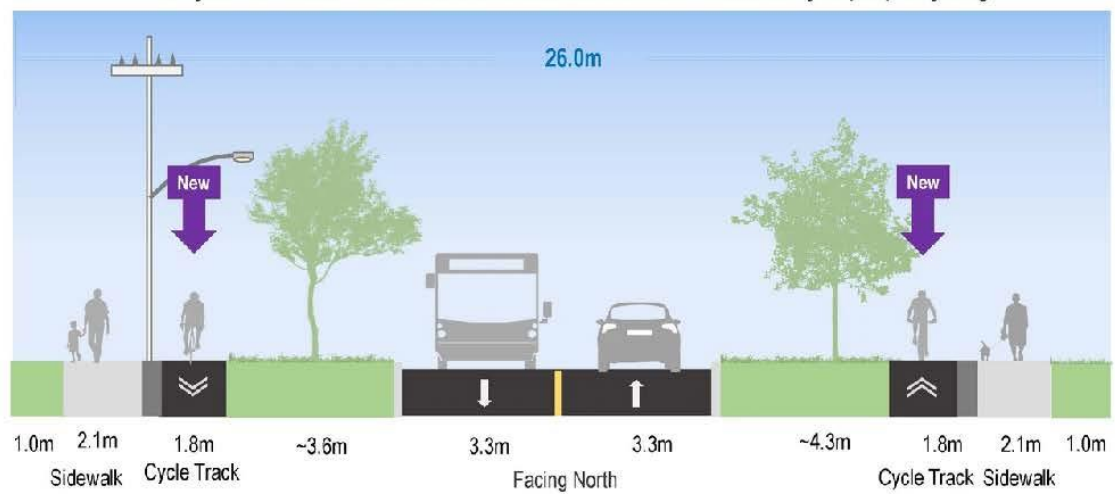 26.0m
New New
1.0m 2.1m 1.8m ~3.6m 3.3m 3.3m ~4.3m 1.8m 2.1m 1.0m
Sidewalk Cycle Track Facing North Cycle Track Sidewalk